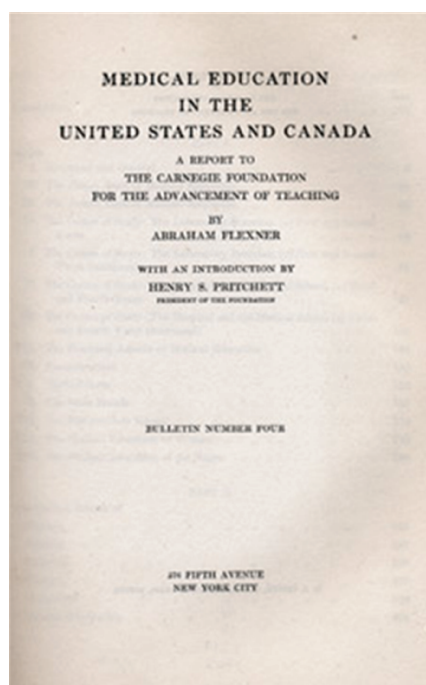 MEDICAL EDUCATION
IN THE
UNITED STATES AND CANADA
A REPORT TO
THE CARNEGIE FOUNDATION
FOR THE ADVANCEMENT OF TEACHING
BY
ABRAHAM FLEXNER
WITH AN INTRODUCTION BY
HENRY S. PRITCHETT
PRESIDENT OF THE FOUNDATION
BULLETIN NUMBER FOUR
576 FIFTH AVENUE
NEW YORK CITY